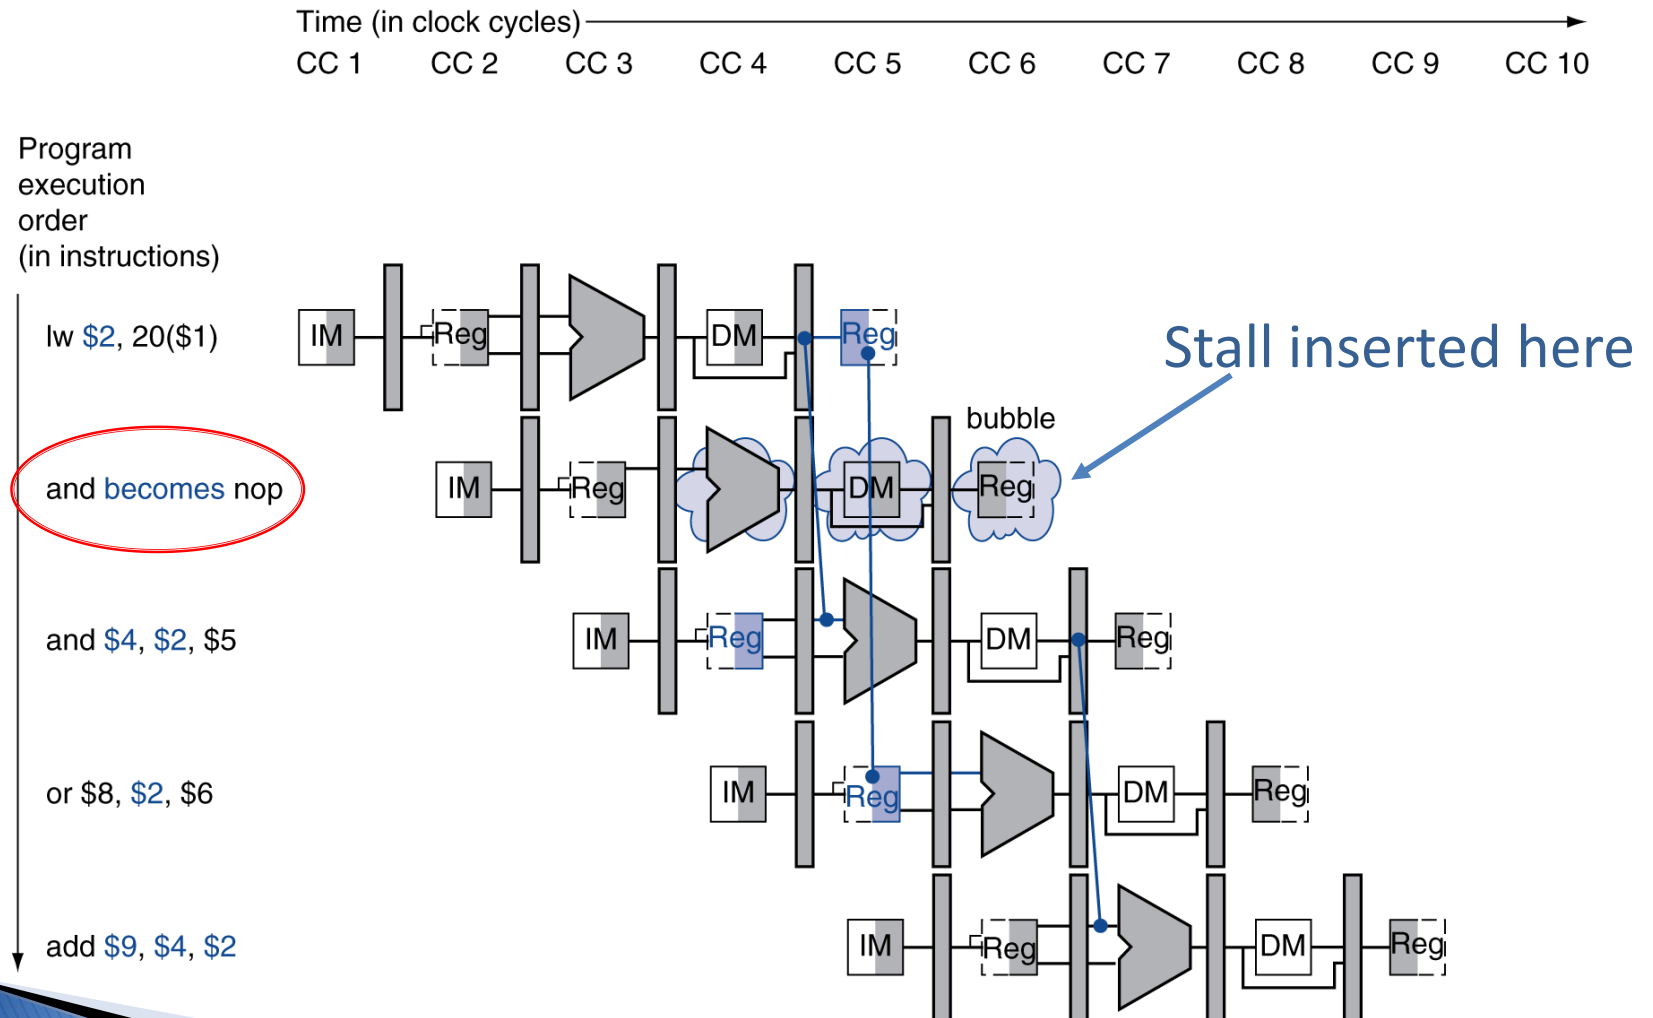 Time (in clock cycles)
CC 1 CC 2 CC 3 CC 4 CC 5 CC 6 CC 7 CC 8 CC 9 CC 10
Program
execution
order
(in instructions)
lw $2, 20($1)
IM Reg DM Reg
Stall inserted here
bubble
and becomes nop
IM Reg DM Reg
and $4, $2, $5
IM Reg DM Reg
or $8, $2, $6
IM Reg DM Reg
add $9, $4, $2
IM Reg DM Reg